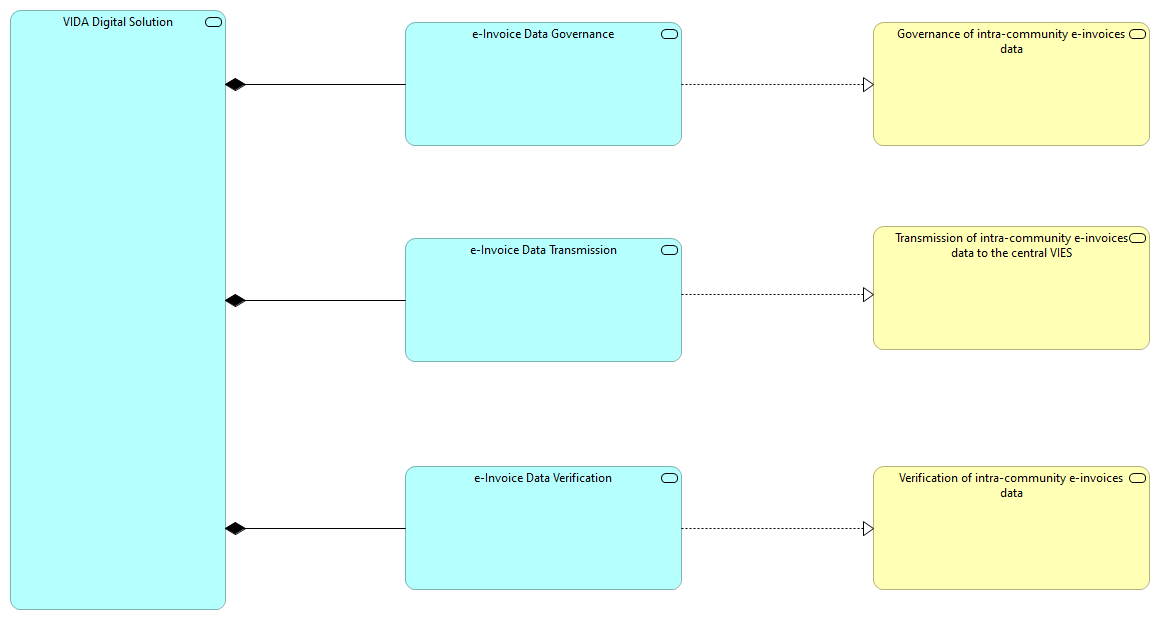 VIDA Digital Solution
e-Invoice Data Governance
Governance of intra-community e-invoices
data
e-Invoice Data Transmission
Transmission of intra-community e-invoices
data to the central VIES
e-Invoice Data Verification
Verification of intra-community e-invoices
data